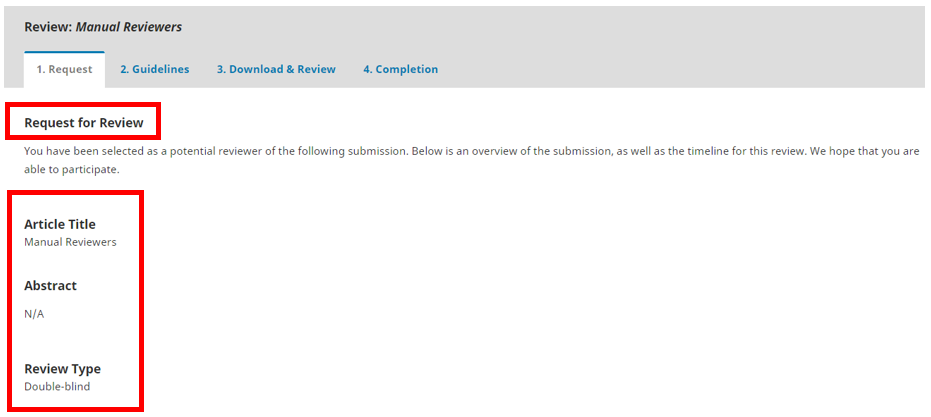 Review: Manual Reviewers
1. Request 2. Guidelines 3. Download & Review 4. Completion
Request for Review
You have been selected as a potential reviewer of the following submission. Below is an overview of the submission, as well as the timeline for this review. We hope that you are
able to participate.
Article Title
Manual Reviewers
Abstract
N/A
Review Type
Double-blind